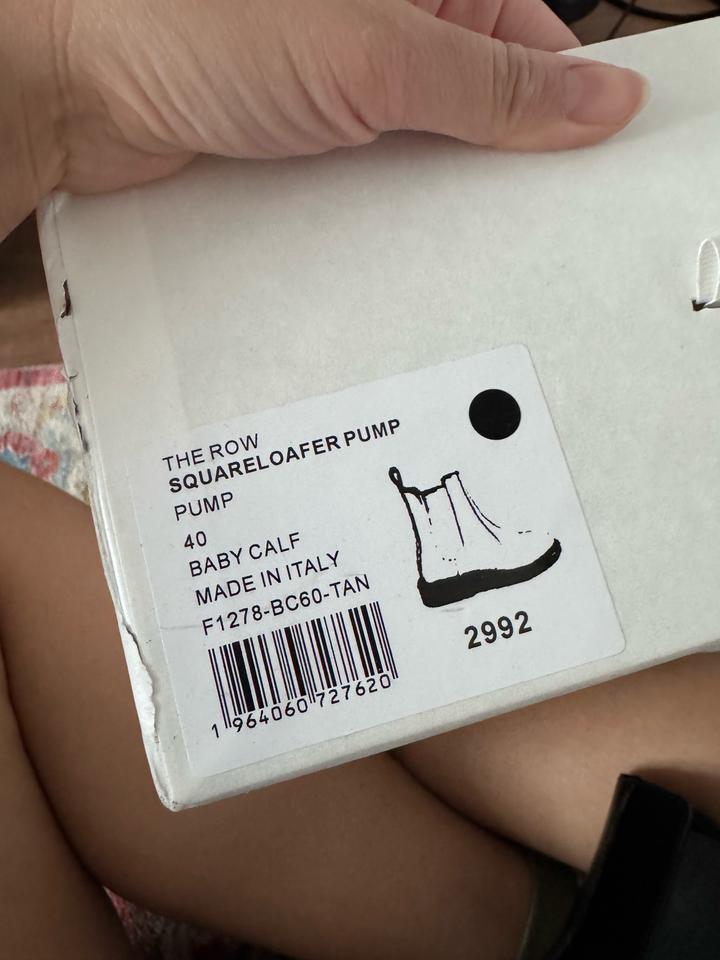 THE ROW
SQUARELOAFER PUMP
PUMP
40
BABY CALF
MADE IN ITALY
F1278-BC60-TAN
1 964060 727620
2992